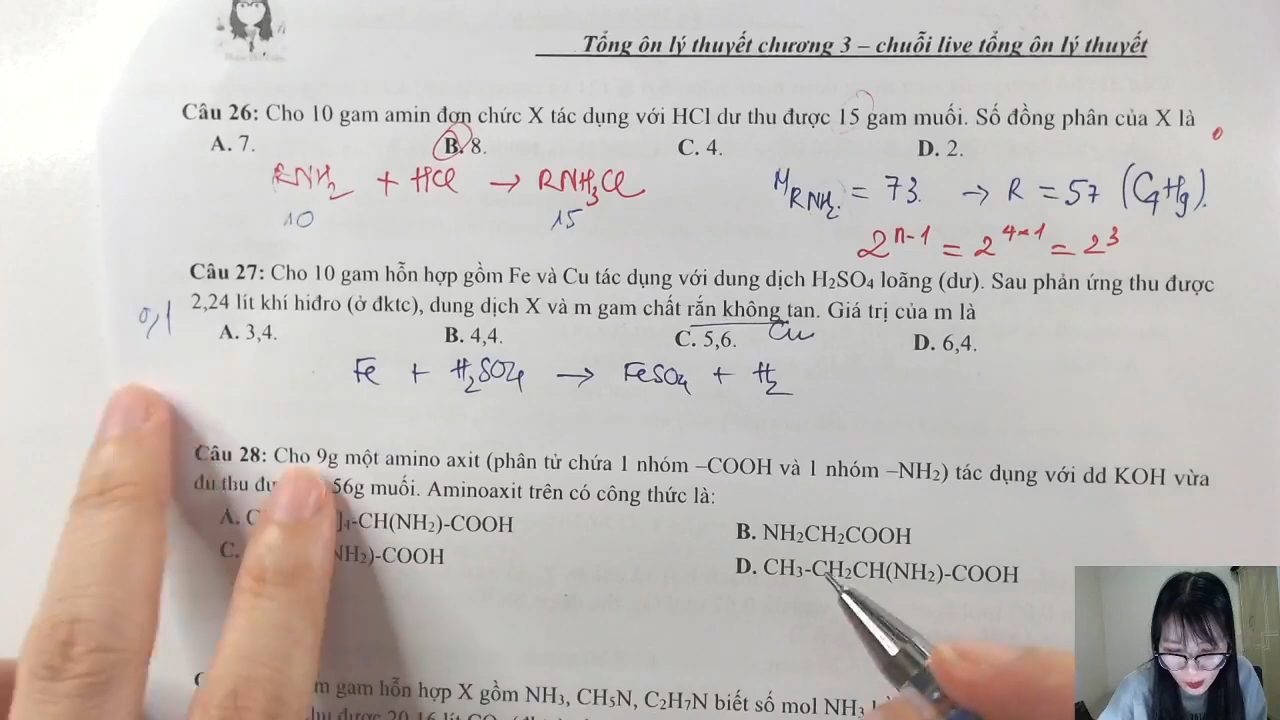 Tổng ôn lý thuyết chương 3 – chuỗi live tổng ôn lý thuyết
Câu 26: Cho 10 gam amin đơn chức X tác dụng với HCl dư thu được 15 gam muối. Số đồng phân của X là
A. 7. B. 8. C. 4. D. 2.
RNH2 + HCl → RNH3Cl
10 15
M RNH2 = 73 → R = 57 (C4H9).
2^n-1 = 2^4-1 = 2^3
Câu 27: Cho 10 gam hỗn hợp gồm Fe và Cu tác dụng với dung dịch H2SO4 loãng (dư). Sau phản ứng thu được
2,24 lít khí hiđro (ở đktc), dung dịch X và m gam chất rắn không tan. Giá trị của m là
0,1
Cu
A. 3,4. B. 4,4. C. 5,6. D. 6,4.
Fe + H2SO4 → FeSO4 + H2
Câu 28: Cho 9g một amino axit (phân tử chứa 1 nhóm –COOH và 1 nhóm –NH2) tác dụng với dd KOH vừa
đủ thu 56g muối. Aminoaxit trên có công thức là:
A. C ]4-CH(NH2)-COOH B. NH2CH2COOH
C. NH2)-COOH D. CH3-CH2CH(NH2)-COOH
m gam hỗn hợp X gồm NH3, CH5N, C2H7N biết số mol NH3